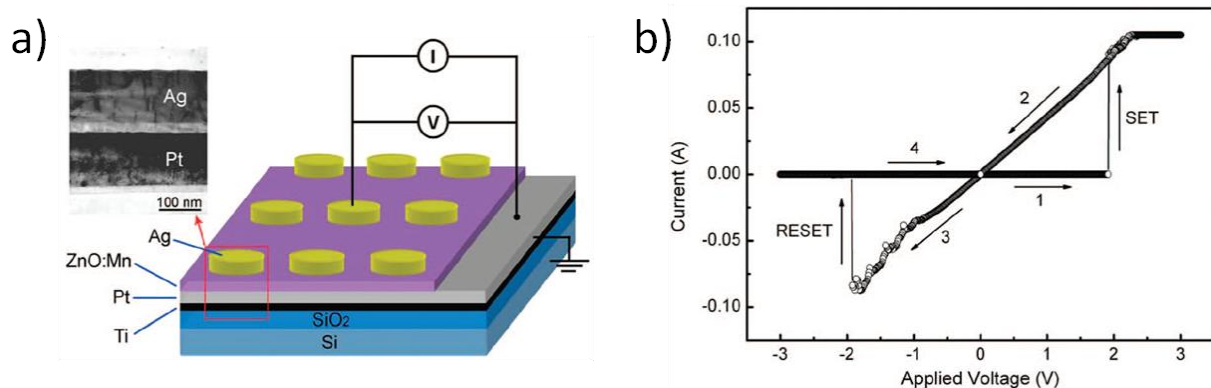 a)
Ag
Pt
100 nm
I
V
Ag
ZnO:Mn
Pt
Ti
SiO₂
Si
b)
Current (A)
0.10
0.05
0.00
-0.05
-0.10
2
SET
4
1
RESET
3
-3 -2 -1 0 1 2 3
Applied Voltage (V)